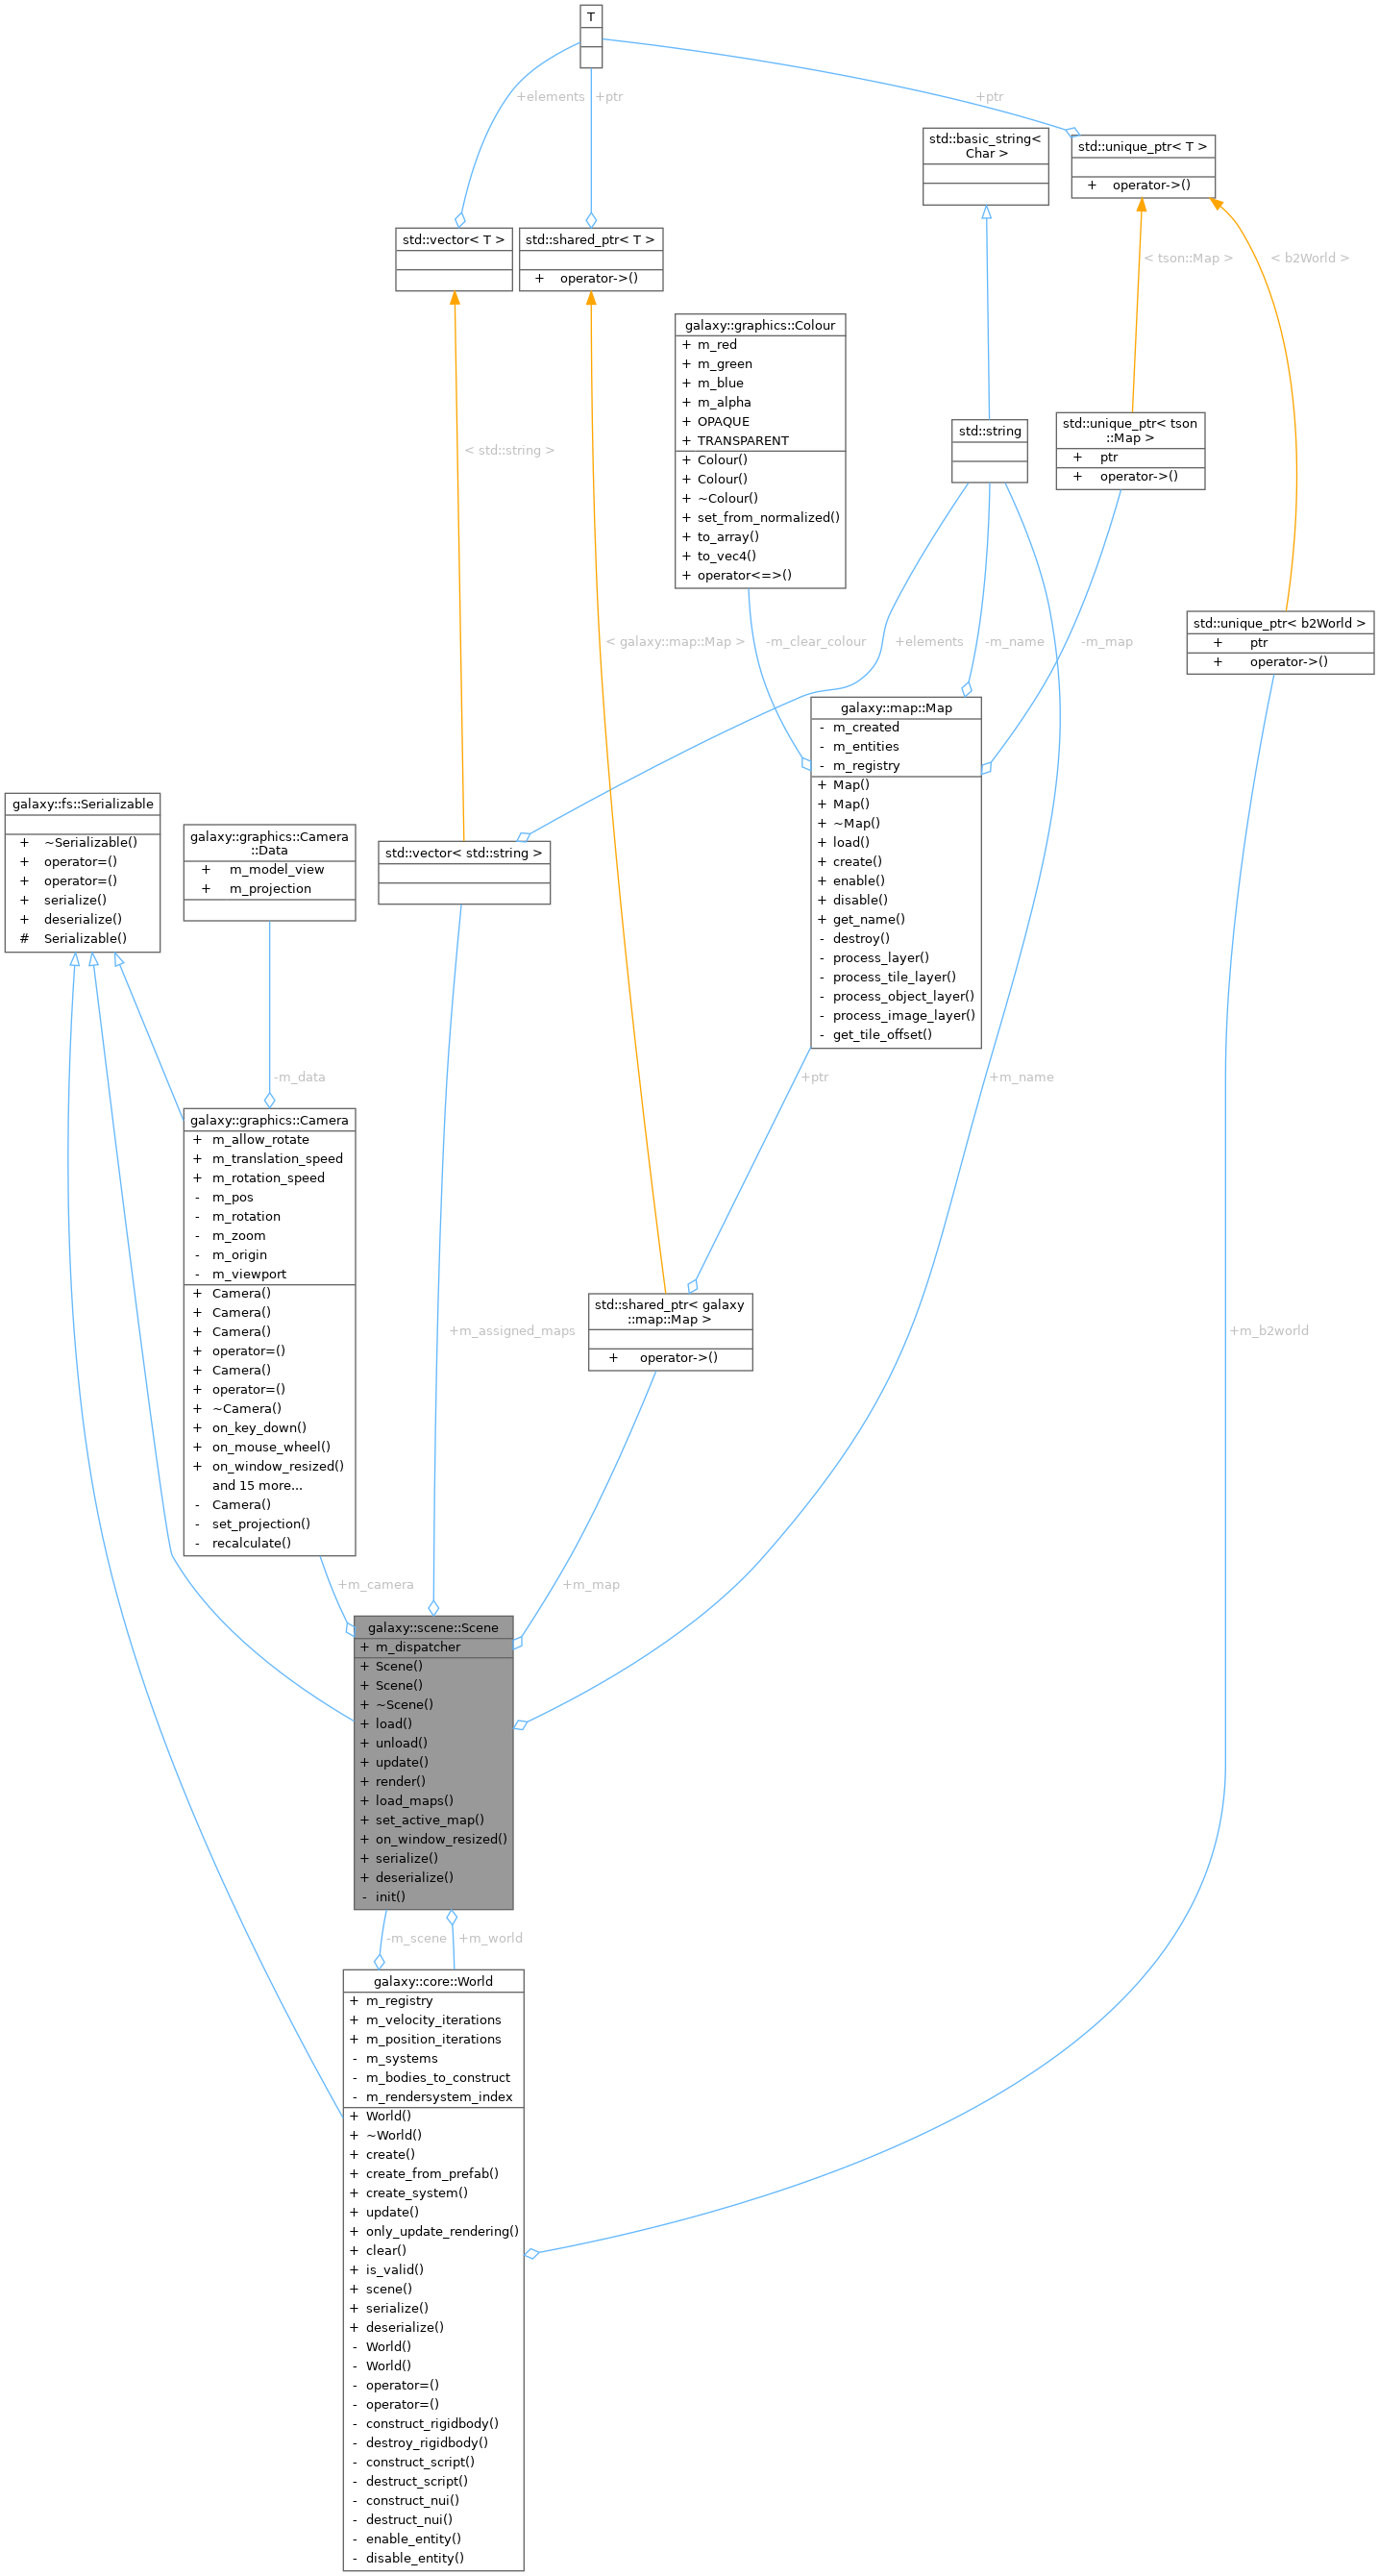 T
+elements
+ptr
+ptr
std::basic_string<
Char >
std::unique_ptr< T >
+ operator->()
std::vector< T >
std::shared_ptr< T >
+ operator->()
< tson::Map >
< b2World >
galaxy::graphics::Colour
+ m_red
+ m_green
+ m_blue
+ m_alpha
+ OPAQUE
+ TRANSPARENT
+ Colour()
+ Colour()
+ ~Colour()
+ set_from_normalized()
+ to_array()
+ to_vec4()
+ operator<=>()
std::string
std::unique_ptr< tson
::Map >
+ ptr
+ operator->()
< std::string >
std::unique_ptr< b2World >
+ ptr
+ operator->()
< galaxy::map::Map >
-m_clear_colour
+elements
-m_name
-m_map
galaxy::map::Map
- m_created
- m_entities
- m_registry
+ Map()
+ Map()
+ ~Map()
+ load()
+ create()
+ enable()
+ disable()
+ get_name()
- destroy()
- process_layer()
- process_tile_layer()
- process_object_layer()
- process_image_layer()
- get_tile_offset()
galaxy::fs::Serializable
+ ~Serializable()
+ operator=()
+ operator=()
+ serialize()
+ deserialize()
# Serializable()
galaxy::graphics::Camera
::Data
+ m_model_view
+ m_projection
std::vector< std::string >
-m_data
+ptr
+m_name
galaxy::graphics::Camera
+ m_allow_rotate
+ m_translation_speed
+ m_rotation_speed
- m_pos
- m_rotation
- m_zoom
- m_origin
- m_viewport
+ Camera()
+ Camera()
+ Camera()
+ operator=()
+ Camera()
+ operator=()
+ ~Camera()
+ on_key_down()
+ on_mouse_wheel()
+ on_window_resized()
and 15 more...
- Camera()
- set_projection()
- recalculate()
std::shared_ptr< galaxy
::map::Map >
+ operator->()
+m_assigned_maps
+m_b2world
+m_camera
+m_map
galaxy::scene::Scene
+ m_dispatcher
+ Scene()
+ Scene()
+ ~Scene()
+ load()
+ unload()
+ update()
+ render()
+ load_maps()
+ set_active_map()
+ on_window_resized()
+ serialize()
+ deserialize()
- init()
-m_scene
+m_world
galaxy::core::World
+ m_registry
+ m_velocity_iterations
+ m_position_iterations
- m_systems
- m_bodies_to_construct
- m_rendersystem_index
+ World()
+ ~World()
+ create()
+ create_from_prefab()
+ create_system()
+ update()
+ only_update_rendering()
+ clear()
+ is_valid()
+ scene()
+ serialize()
+ deserialize()
- World()
- World()
- operator=()
- operator=()
- construct_rigidbody()
- destroy_rigidbody()
- construct_script()
- destruct_script()
- construct_nui()
- destruct_nui()
- enable_entity()
- disable_entity()